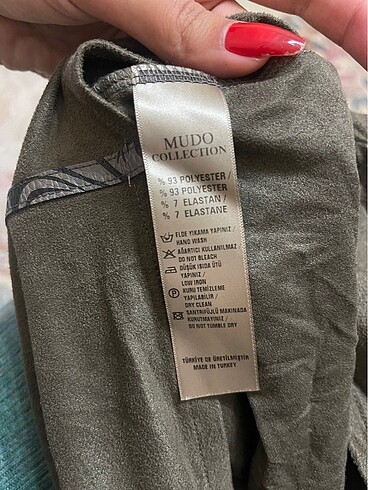 MUDO
COLLECTION
% 93 POLYESTER /
% 93 POLYESTER
% 7 ELASTAN /
% 7 ELASTANE
ELDE YIKAMA YAPINIZ /
HAND WASH
AĞARTICI KULLANILMAZ
DO NOT BLEACH
DÜŞÜK ISIDA ÜTÜ
YAPINIZ /
LOW IRON
P
KURU TEMİZLEME
YAPILABİLİR /
DRY CLEAN
SANTRİFÜJLÜ MAKİNADA
KURUTMAYINIZ /
DO NOT TUMBLE DRY
TÜRKİYE DE ÜRETİLMİŞTİR
MADE IN TURKEY